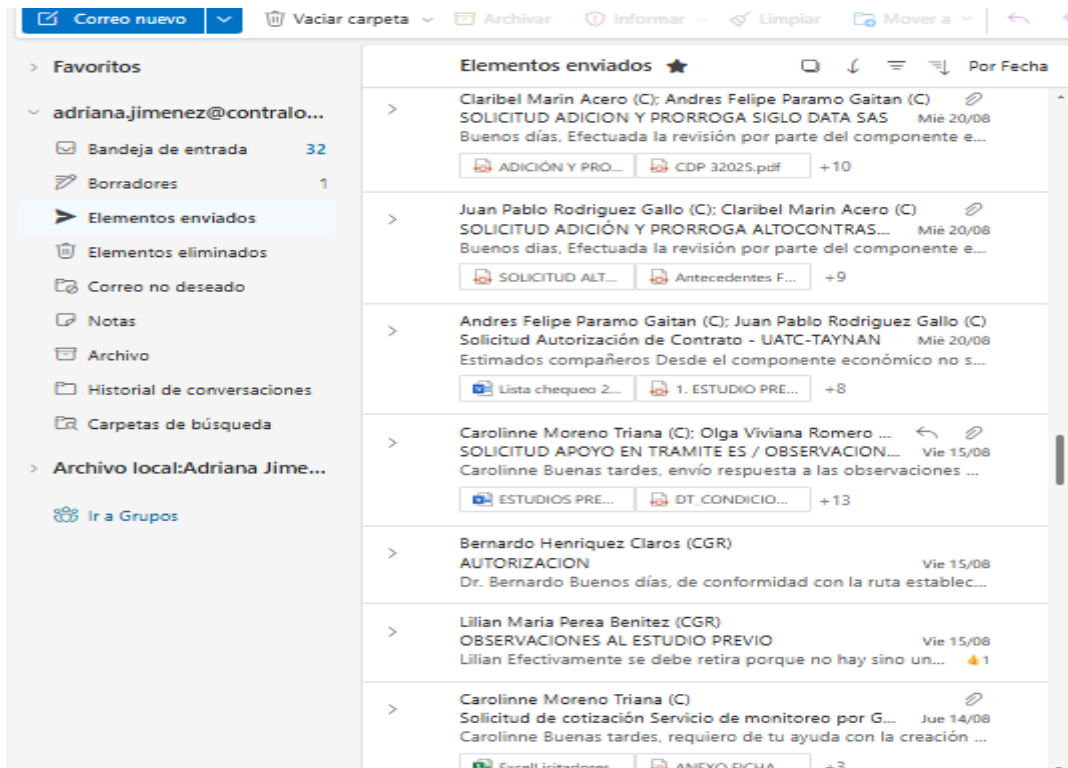 Correo nuevo Vaciar carpeta Archivar Informar Limpiar Mover a
Favoritos
adriana.jimenez@contralo...
Bandeja de entrada 32
Borradores 1
Elementos enviados
Elementos eliminados
Correo no deseado
Notas
Archivo
Historial de conversaciones
Carpetas de búsqueda
Archivo local:Adriana Jime...
Ir a Grupos
Elementos enviados Por Fecha
Claribel Marin Acero (C); Andres Felipe Paramo Gaitan (C)
SOLICITUD ADICION Y PRORROGA SIGLO DATA SAS Mié 20/08
Buenos días, Efectuada la revisión por parte del componente e...
ADICIÓN Y PRO... CDP 32025.pdf +10
Juan Pablo Rodriguez Gallo (C); Claribel Marin Acero (C)
SOLICITUD ADICIÓN Y PRORROGA ALTOCONTRAS... Mié 20/08
Buenos dias, Efectuada la revisión por parte del componente e...
SOLICITUD ALT... Antecedentes F... +9
Andres Felipe Paramo Gaitan (C); Juan Pablo Rodriguez Gallo (C)
Solicitud Autorización de Contrato - UATC-TAYNAN Mié 20/08
Estimados compañeros Desde el componente económico no s...
Lista chequeo 2... 1. ESTUDIO PRE... +8
Carolinne Moreno Triana (C); Olga Viviana Romero ...
SOLICITUD APOYO EN TRAMITE ES / OBSERVACION... Vie 15/08
Carolinne Buenas tardes, envío respuesta a las observaciones ...
ESTUDIOS PRE... DT_CONDICIO... +13
Bernardo Henriquez Claros (CGR)
AUTORIZACION Vie 15/08
Dr. Bernardo Buenos días, de conformidad con la ruta establec...
Lilian Maria Perea Benitez (CGR)
OBSERVACIONES AL ESTUDIO PREVIO Vie 15/08
Lilian Efectivamente se debe retira porque no hay sino un... 1
Carolinne Moreno Triana (C)
Solicitud de cotización Servicio de monitoreo por G... Jue 14/08
Carolinne Buenas tardes, requiero de tu ayuda con la creación ...
ANEXO FICHA +3